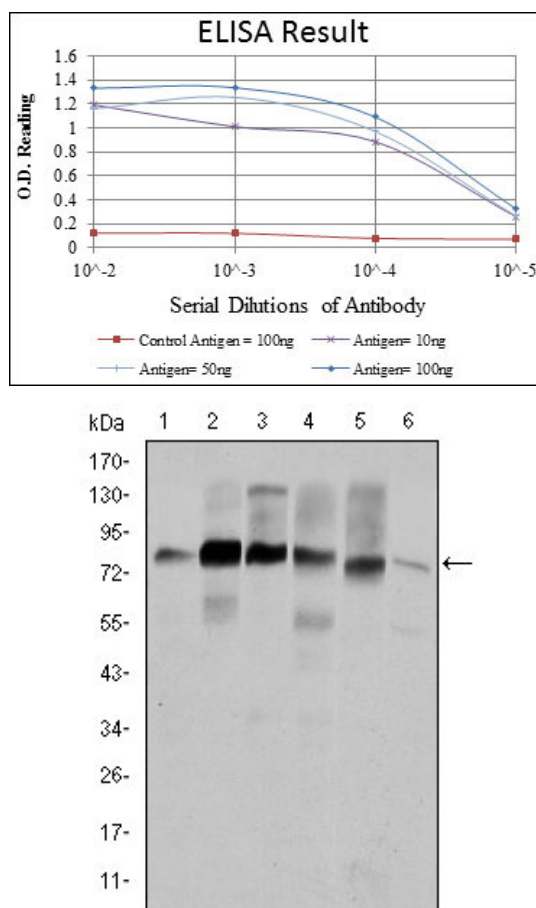 ELISA Result
1.6
1.4
1.2
1
0.8
0.6
0.4
0.2
0
O.D. Reading
10^-2 10^-3 10^-4 10^-5
Serial Dilutions of Antibody
Control Antigen = 100ng Antigen= 10ng
Antigen= 50ng Antigen= 100ng
kDa 1 2 3 4 5 6
170-
130-
95-
72-
55-
43-
34-
26-
17-
11-